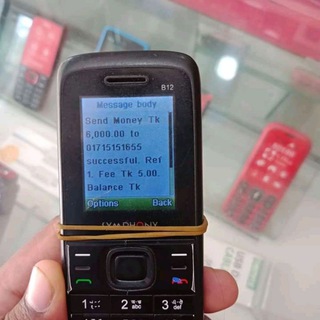 B12
Message body
Send Money Tk
6,000.00 to
01715151655
successful. Ref
1. Fee Tk 5.00.
Balance Tk
Options Back
SYMPHONY
1 2 3
abc def